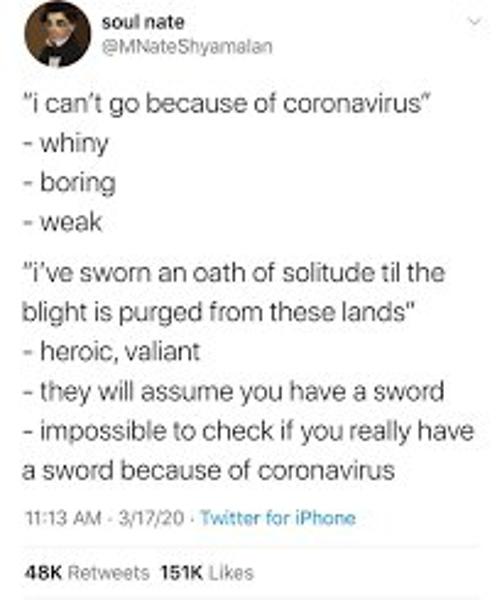 soul nate
@MNateShyamalan
"i can't go because of coronavirus"
- whiny
- boring
- weak
"i've sworn an oath of solitude til the
blight is purged from these lands"
- heroic, valiant
- they will assume you have a sword
- impossible to check if you really have
a sword because of coronavirus
11:13 AM · 3/17/20 · Twitter for iPhone
48K Retweets 151K Likes